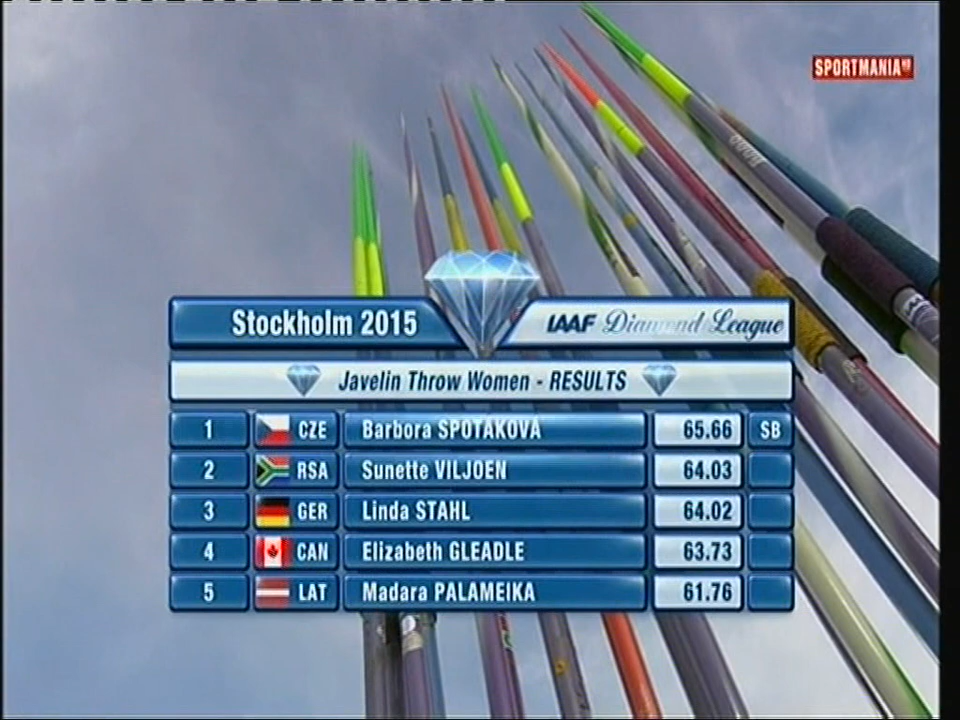 SPORTMANIA
Stockholm 2015 IAAF Diamond League
Javelin Throw Women - RESULTS
1 CZE Barbora ŠPOTÁKOVÁ 65.66 SB
2 RSA Sunette VILJOEN 64.03
3 GER Linda STAHL 64.02
4 CAN Elizabeth GLEADLE 63.73
5 LAT Madara PALAMEIKA 61.76